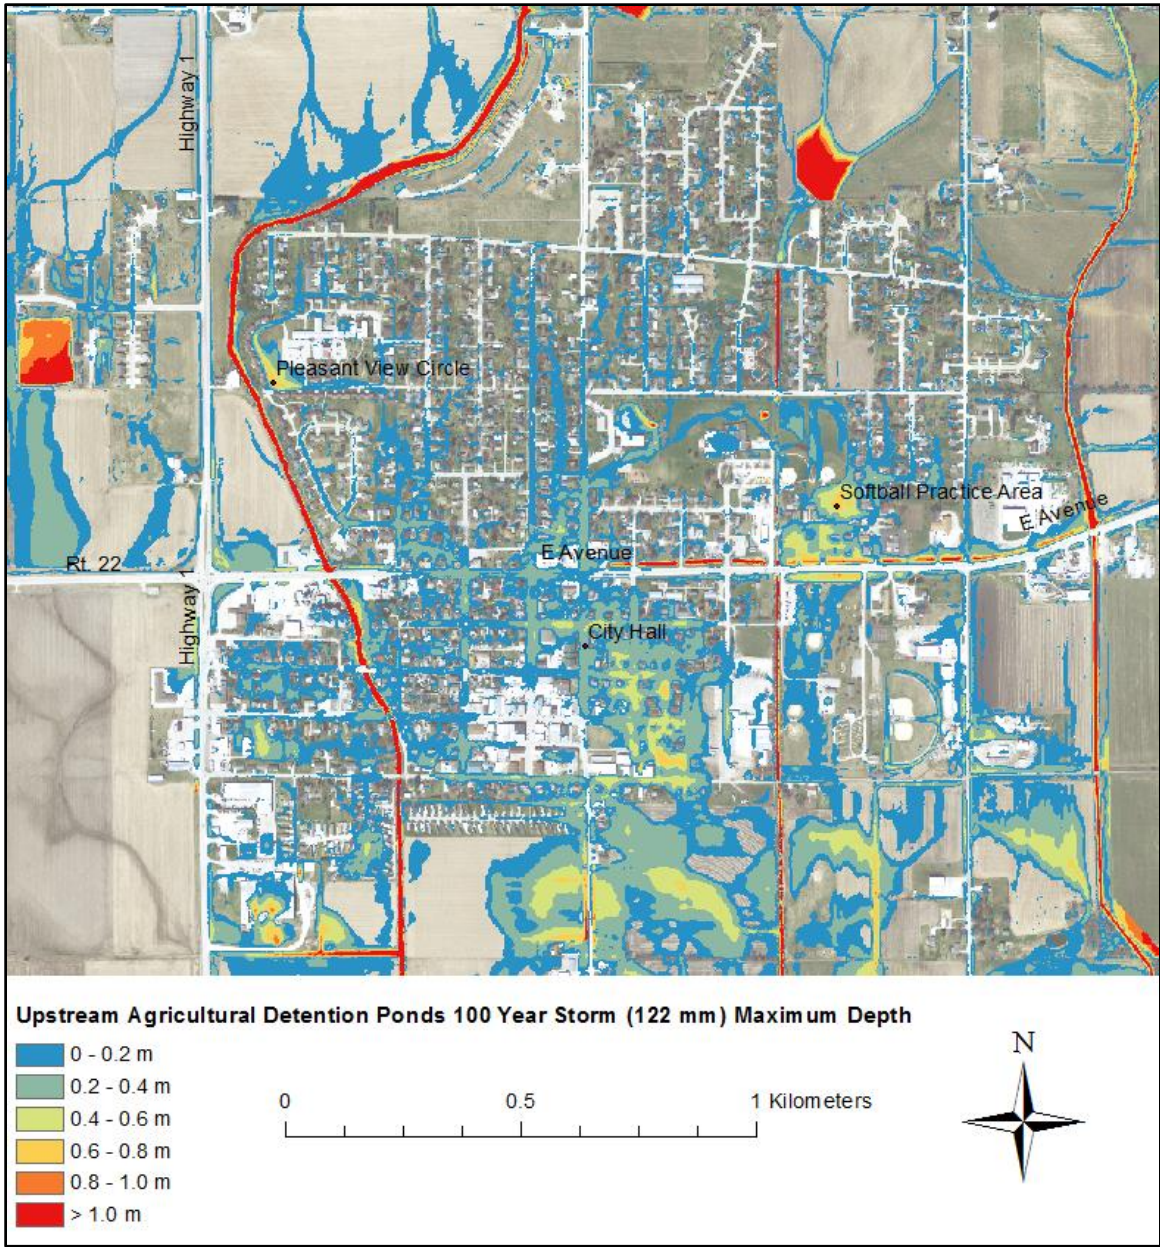 Highway 1
Pleasant View Circle
Softball Practice Area
E Avenue
E Avenue
Rt. 22
Highway 1
City Hall
Upstream Agricultural Detention Ponds 100 Year Storm (122 mm) Maximum Depth
0 - 0.2 m
0.2 - 0.4 m
0.4 - 0.6 m
0.6 - 0.8 m
0.8 - 1.0 m
> 1.0 m
0 0.5 1 Kilometers
N